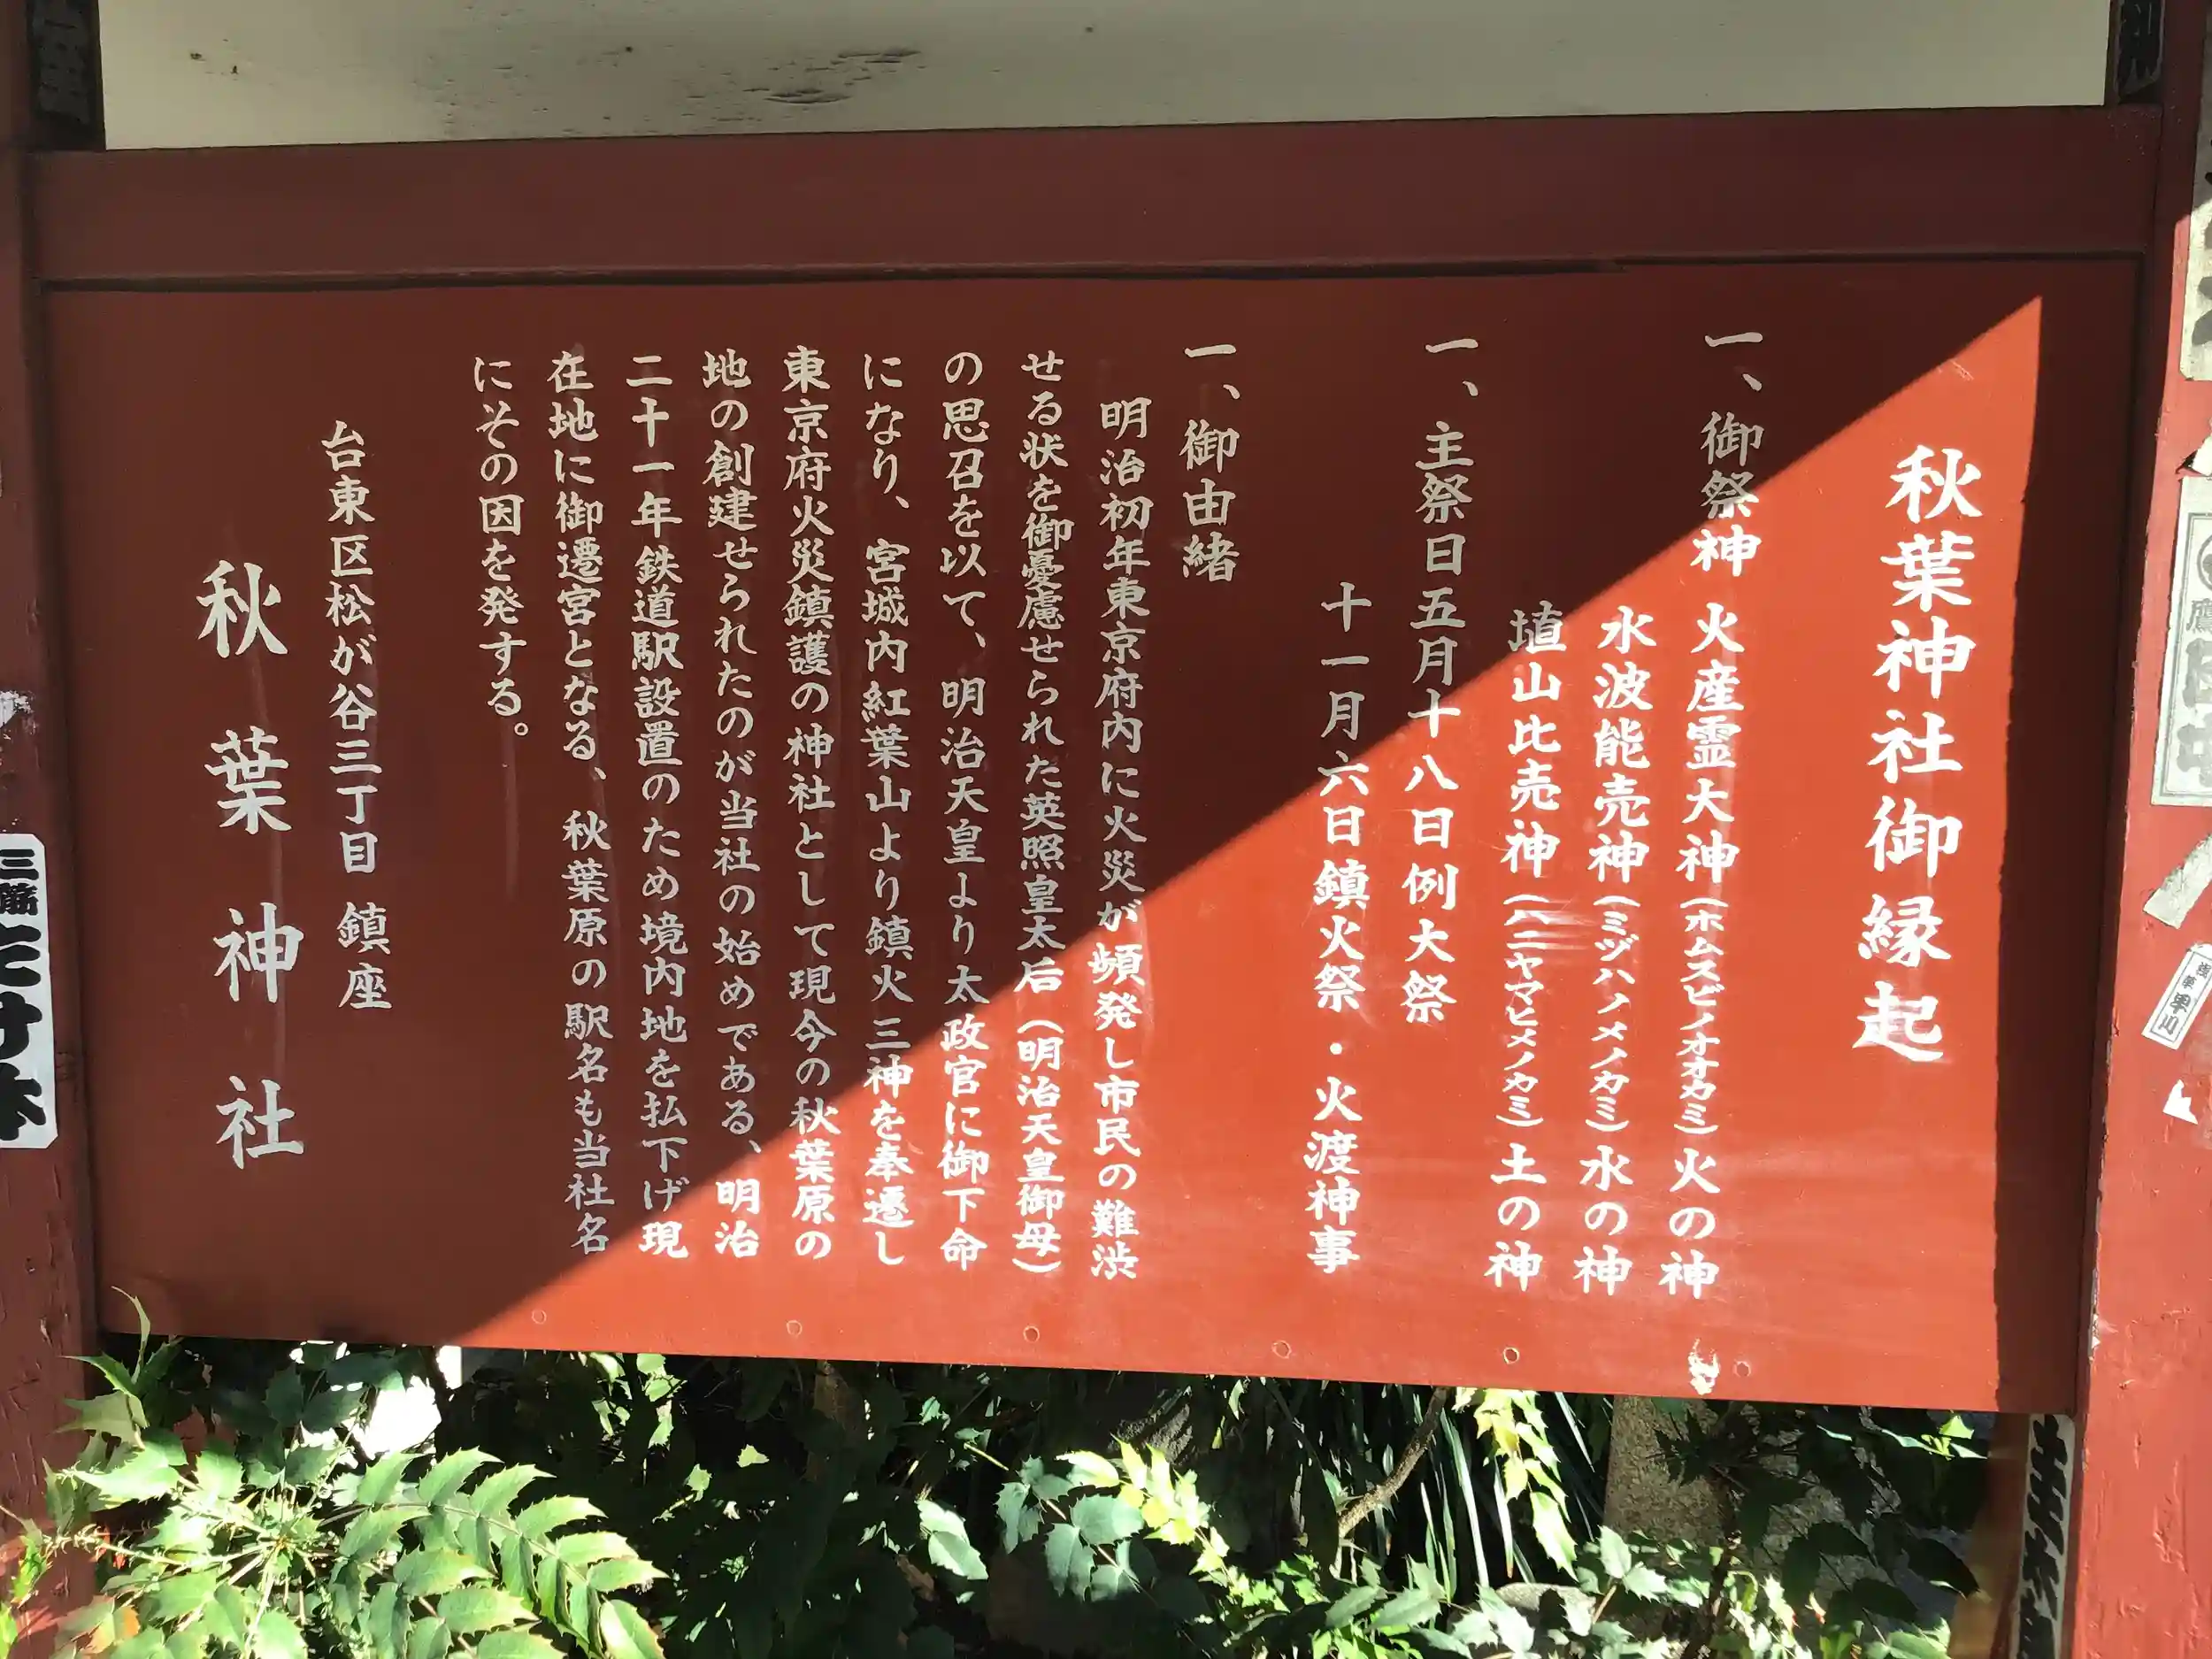 秋葉神社御縁起
一、御祭神 火産霊大神（ホムスビノオオカミ）火の神
水波能売神（ミヅハノメノカミ）水の神
埴山比売神（ハニヤマヒメノカミ）土の神
一、主祭日五月十八日例大祭
十一月六日鎮火祭・火渡神事
一、御由緒
明治初年東京府内に火災が頻発し市民の難渋
せる状を御憂慮せられた英照皇太后（明治天皇御母）
の思召を以て、明治天皇より太政官に御下命
になり、宮城内紅葉山より鎮火三神を奉遷し
東京府火災鎮護の神社として現今の秋葉原の
地の創建せられたのが当社の始めである、明治
二十一年鉄道駅設置のため境内地を払下げ現
在地に御遷宮となる、秋葉原の駅名も当社名
にその因を発する。
台東区松が谷三丁目 鎮座
秋葉神社